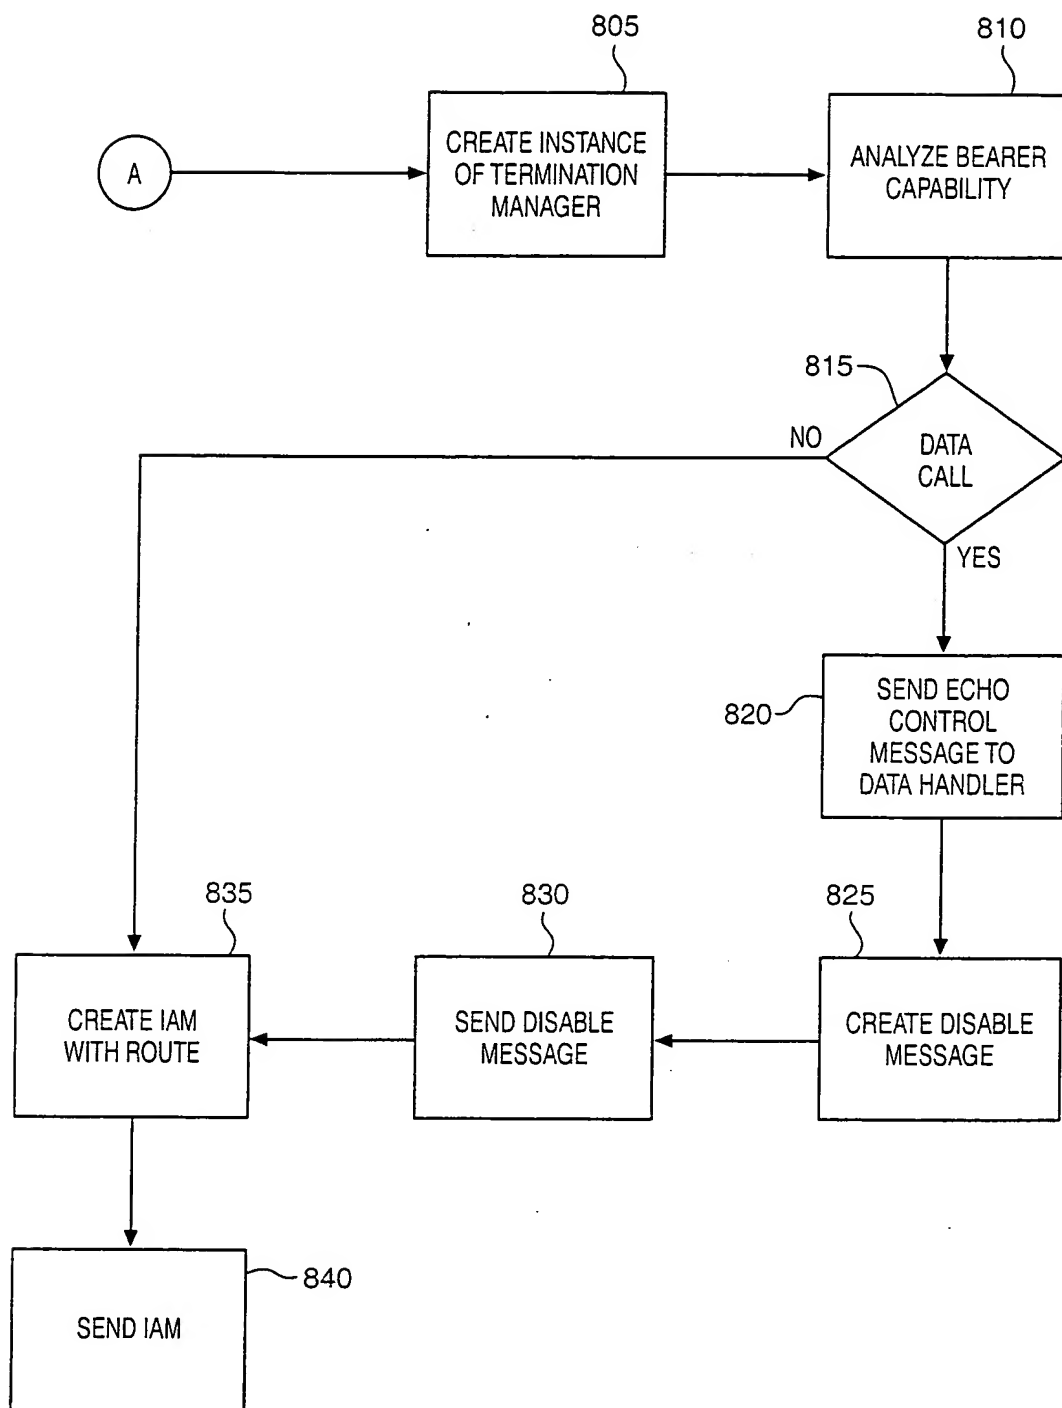 805
810
A
CREATE INSTANCE
OF TERMINATION
MANAGER
ANALYZE BEARER
CAPABILITY
815
NO
DATA
CALL
YES
820
SEND ECHO
CONTROL
MESSAGE TO
DATA HANDLER
835
830
825
CREATE IAM
WITH ROUTE
SEND DISABLE
MESSAGE
CREATE DISABLE
MESSAGE
840
SEND IAM